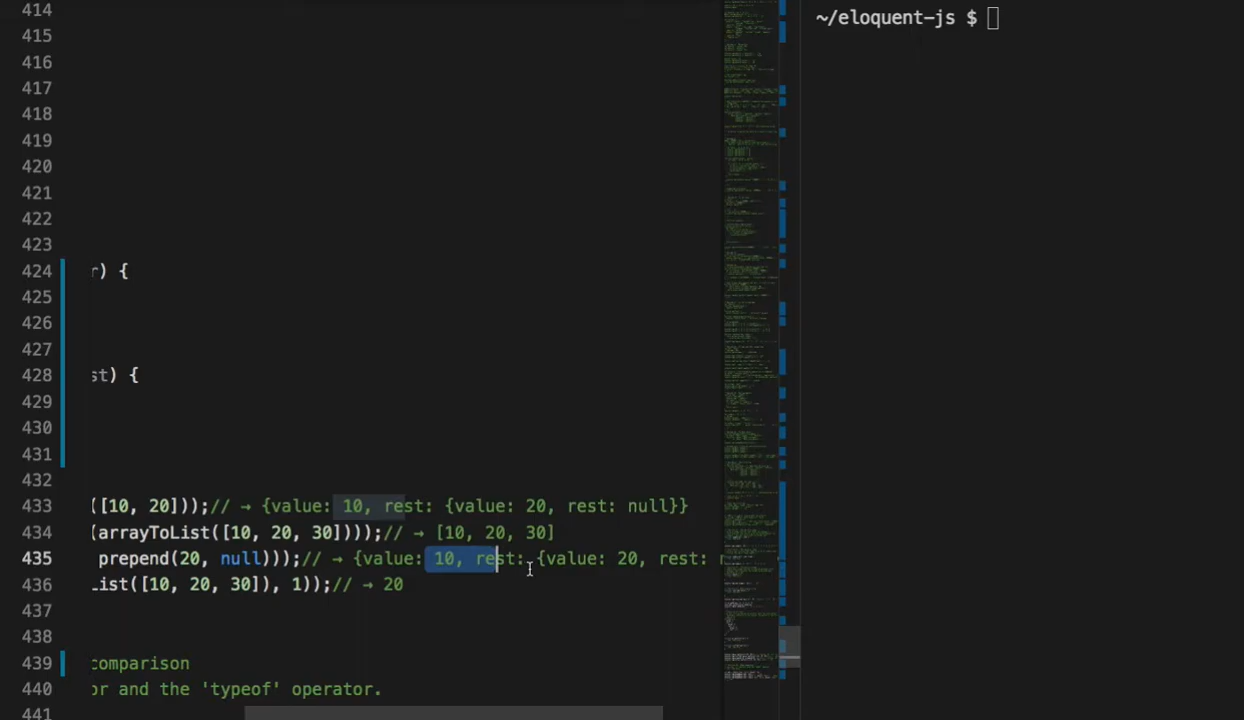 414
~/eloquent-js $
415
416
417
418
419
420
421
422
423
424 r) {
425
426
427
428 st) {
429
430
431
432
433 ([10, 20]));// → {value: 10, rest: {value: 20, rest: null}}
434 (arrayToList([10, 20, 30])));// → [10, 20, 30]
435 prepend(20, null)));// → {value: 10, rest: {value: 20, rest:
436 List([10, 20, 30]), 1));// → 20
437
438
439 comparison
440 or and the 'typeof' operator.
441